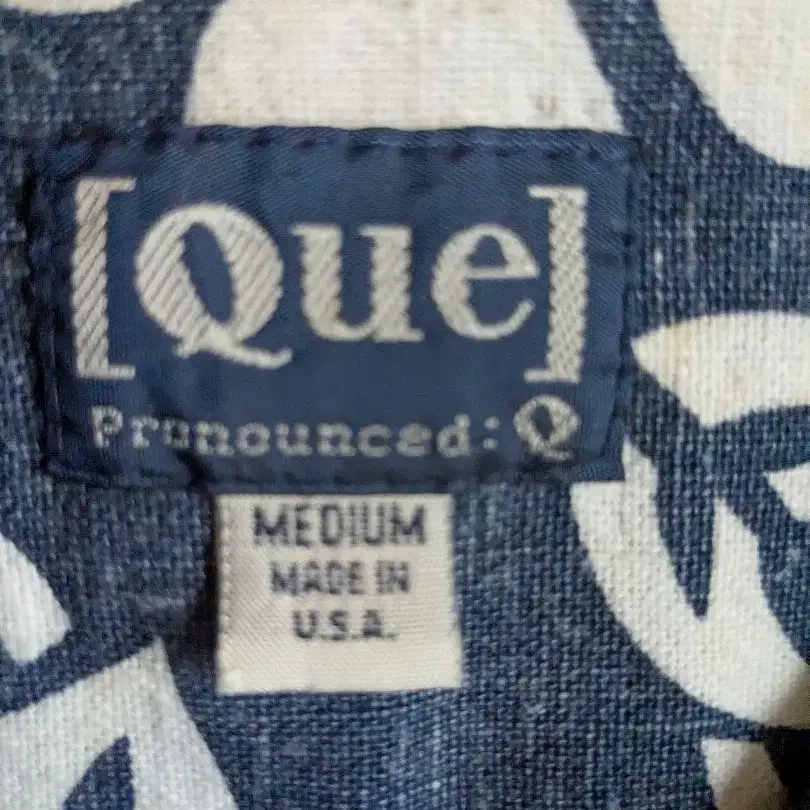 [Que]
Pronounced: Q
MEDIUM
MADE IN
U.S.A.